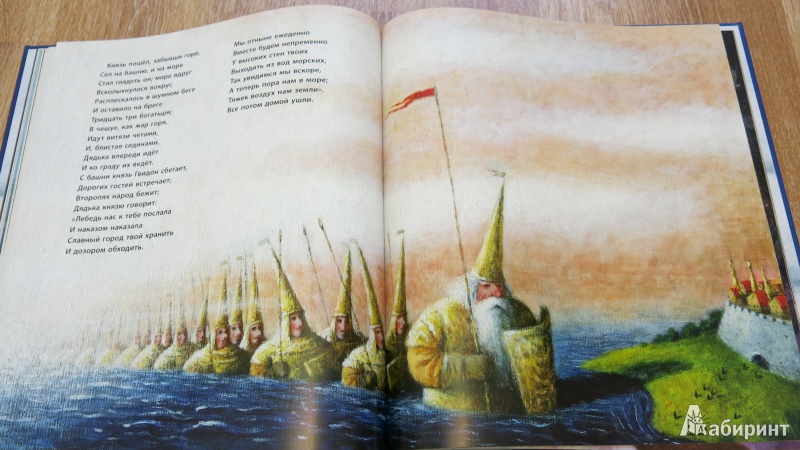 Князь пошёл, забывши горе,
Сел на башню, и на море
Стал глядеть он; море вдруг
Всколыхнулося вокруг,
Расплескалось в шумном беге
И оставило на бреге
Тридцать три богатыря;
В чешуе, как жар горя,
Идут витязи четами,
И, блистая сединами,
Дядька впереди идёт
И ко граду их ведёт.
С башни князь Гвидон сбегает,
Дорогих гостей встречает;
Второпях народ бежит;
Дядька князю говорит:
«Лебедь нас к тебе послала
И наказом наказала
Славный город твой хранить
И дозором обходить.
Мы отныне ежеденно
Вместе будем непременно
У высоких стен твоих
Выходить из вод морских,
Так увидимся мы вскоре,
А теперь пора нам в море;
Тяжек воздух нам земли».
Все потом домой ушли.
Лабиринт